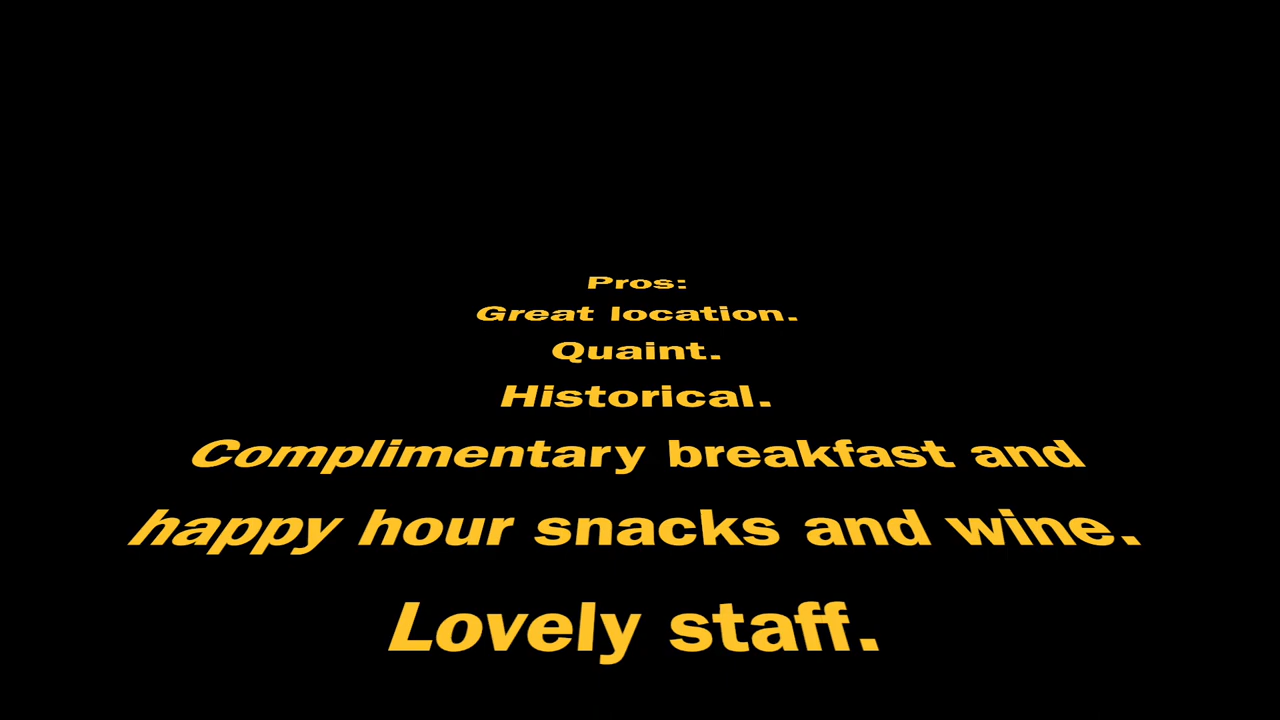 Pros:
Great location.
Quaint.
Historical.
Complimentary breakfast and
happy hour snacks and wine.
Lovely staff.